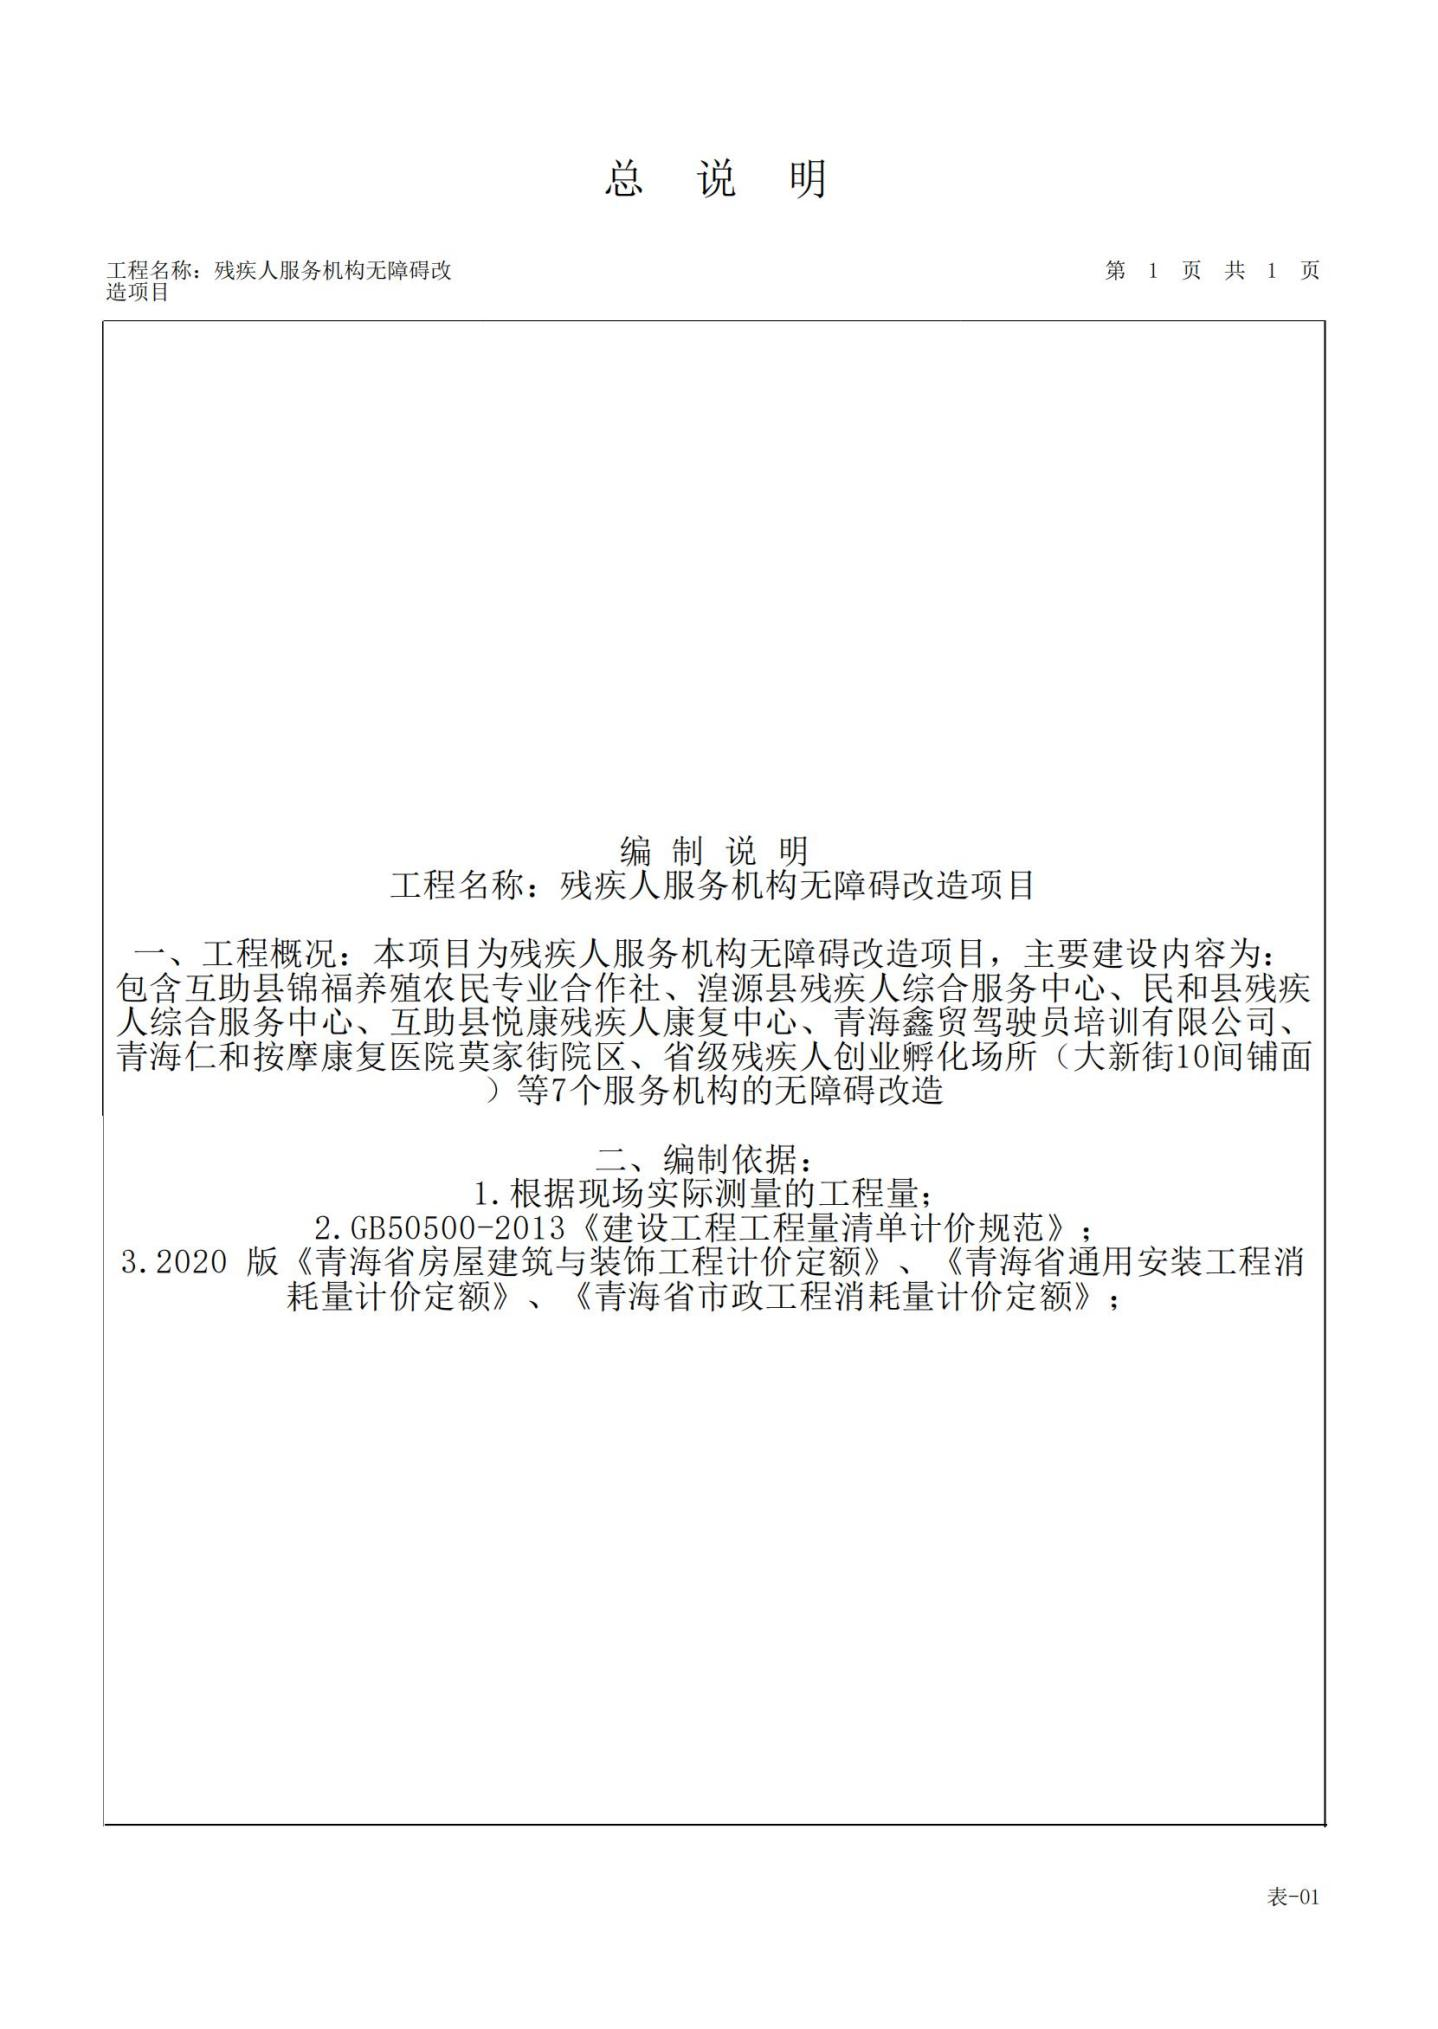 总 说 明
工程名称：残疾人服务机构无障碍改
造项目
第 1 页 共 1 页
编 制 说 明
工程名称：残疾人服务机构无障碍改造项目
一、工程概况：本项目为残疾人服务机构无障碍改造项目，主要建设内容为：
包含互助县锦福养殖农民专业合作社、湟源县残疾人综合服务中心、民和县残疾
人综合服务中心、互助县悦康残疾人康复中心、青海鑫贸驾驶员培训有限公司、
青海仁和按摩康复医院莫家街院区、省级残疾人创业孵化场所（大新街10间铺面
）等7个服务机构的无障碍改造
二、编制依据：
1.根据现场实际测量的工程量；
2.GB50500-2013《建设工程工程量清单计价规范》；
3.2020 版《青海省房屋建筑与装饰工程计价定额》、《青海省通用安装工程消
耗量计价定额》、《青海省市政工程消耗量计价定额》；
表-01